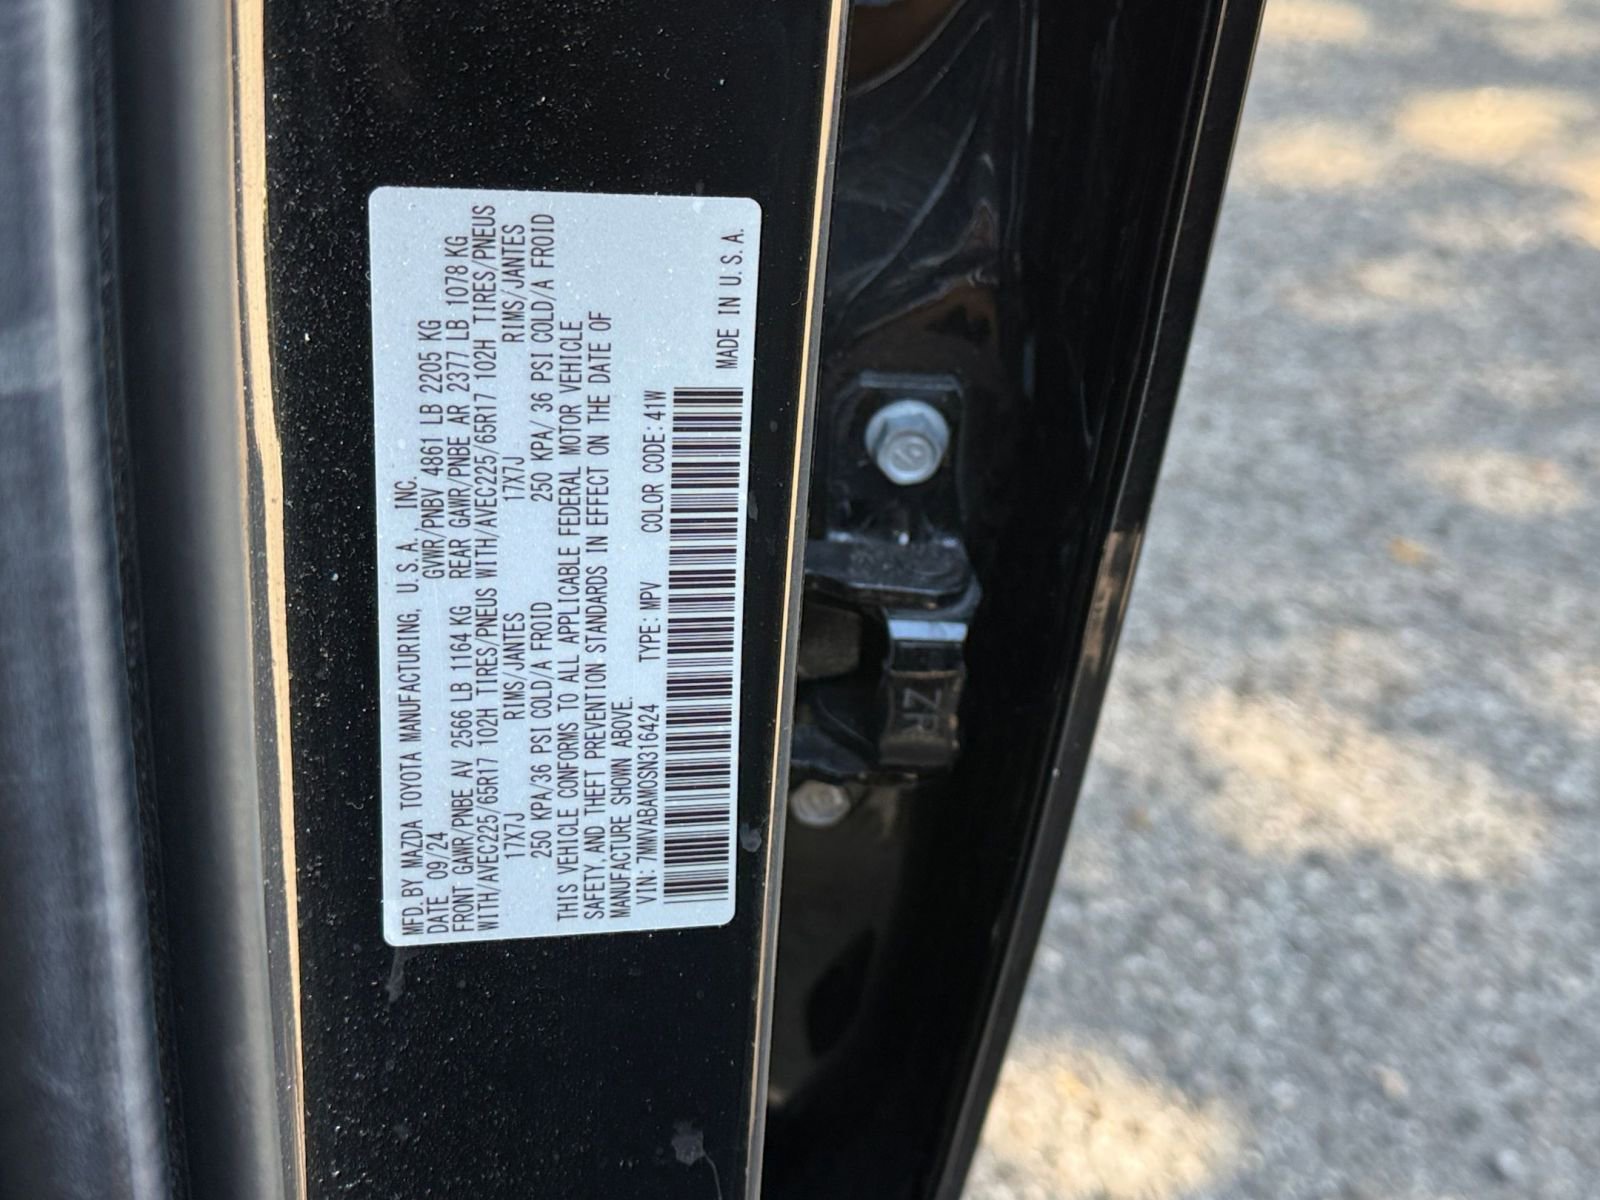 MFD. BY MAZDA TOYOTA MANUFACTURING, U.S.A., INC.
DATE 09/24 GVWR/PNBV 4861 LB 2205 KG
FRONT GAWR/PNBE AV 2566 LB 1164 KG REAR GAWR/PNBE AR 2377 LB 1078 KG
WITH/AVEC225/65R17 102H TIRES/PNEUS WITH/AVEC225/65R17 102H TIRES/PNEUS
17X7J RIMS/JANTES 17X7J RIMS/JANTES
250 KPA/36 PSI COLD/A FROID 250 KPA/ 36 PSI COLD/A FROID
THIS VEHICLE CONFORMS TO ALL APPLICABLE FEDERAL MOTOR VEHICLE
SAFETY, AND THEFT PREVENTION STANDARDS IN EFFECT ON THE DATE OF
MANUFACTURE SHOWN ABOVE.
VIN: 7MMVABAM0SN316424 TYPE: MPV COLOR CODE: 41W
MADE IN U.S.A.
ZR